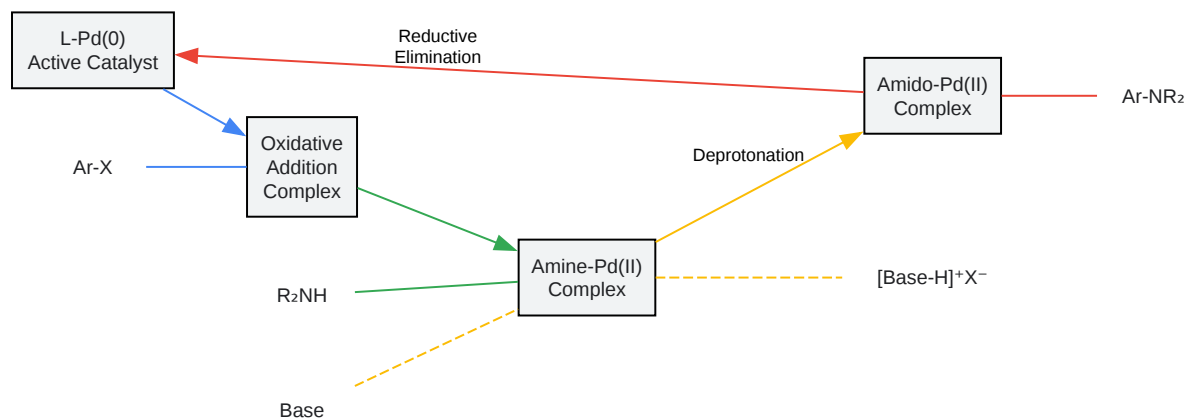 L-Pd(0)
Active Catalyst
Reductive
Elimination
Amido-Pd(II)
Complex
Ar-NR₂
Oxidative
Addition
Complex
Ar-X
Deprotonation
Amine-Pd(II)
Complex
[Base-H]⁺X⁻
R₂NH
Base